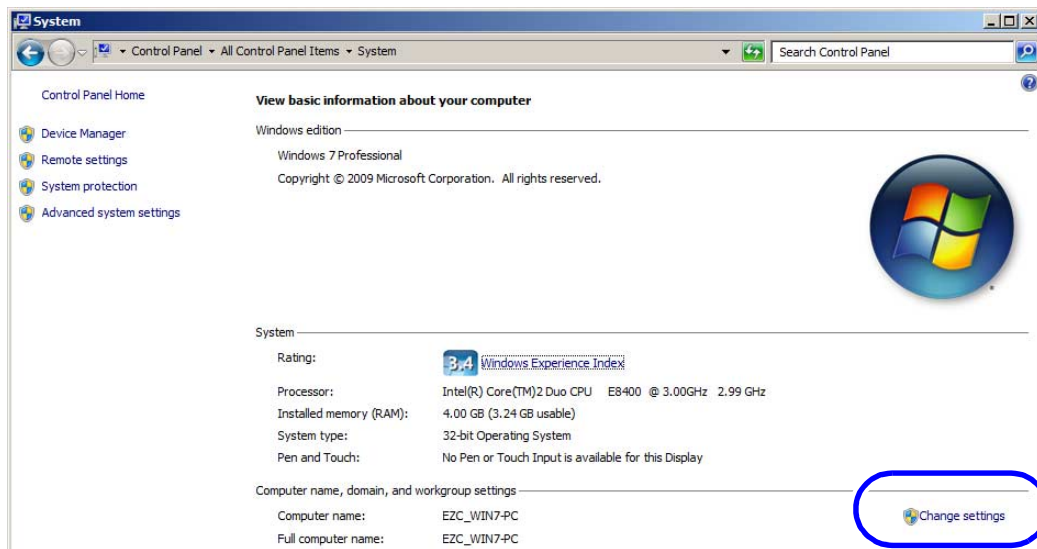 System
Control Panel All Control Panel Items System
Search Control Panel
Control Panel Home
Device Manager
Remote settings
System protection
Advanced system settings
View basic information about your computer
Windows edition
Windows 7 Professional
Copyright © 2009 Microsoft Corporation. All rights reserved.
System
Rating: 3.4 Windows Experience Index
Processor: Intel(R) Core(TM)2 Duo CPU E8400 @ 3.00GHz 2.99 GHz
Installed memory (RAM): 4.00 GB (3.24 GB usable)
System type: 32-bit Operating System
Pen and Touch: No Pen or Touch Input is available for this Display
Computer name, domain, and workgroup settings
Computer name: EZC_WIN7-PC
Change settings
Full computer name: EZC_WIN7-PC